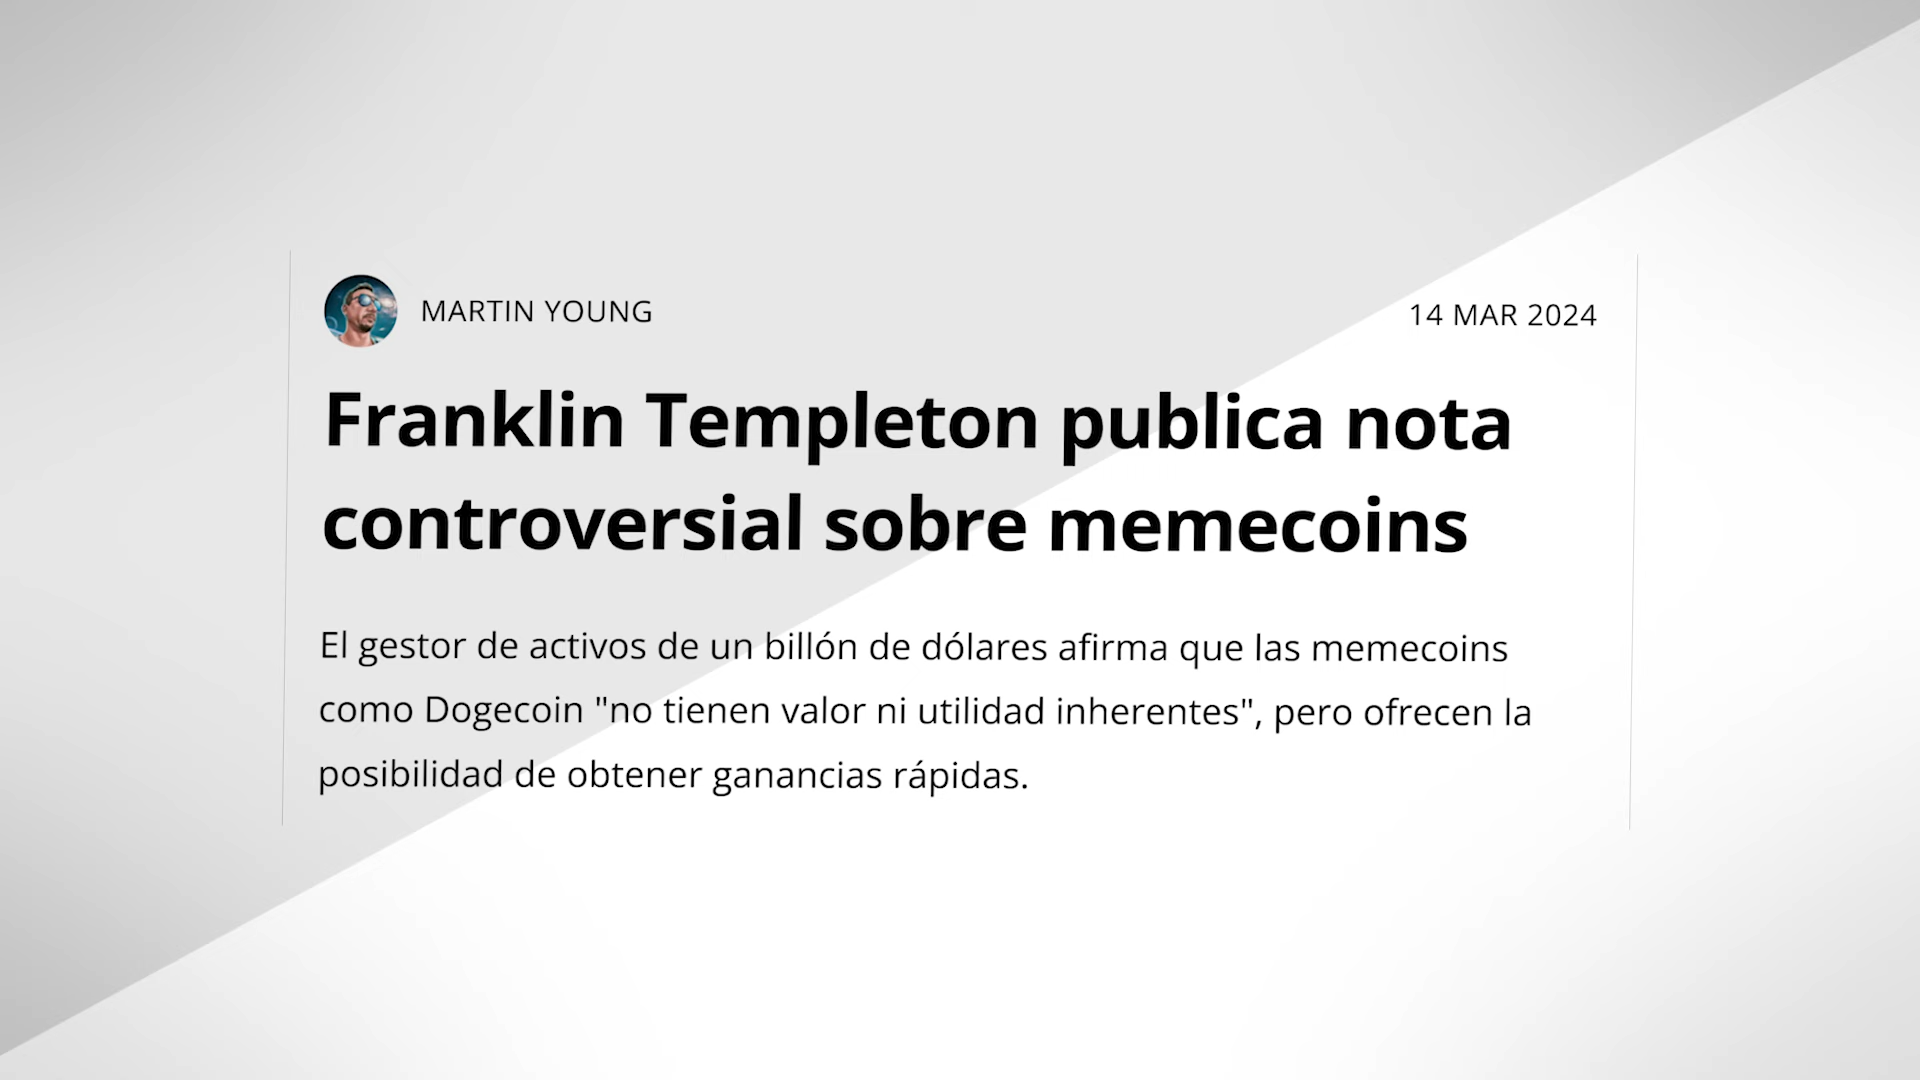 MARTIN YOUNG
14 MAR 2024
Franklin Templeton publica nota
controversial sobre memecoins
El gestor de activos de un billón de dólares afirma que las memecoins
como Dogecoin "no tienen valor ni utilidad inherentes", pero ofrecen la
posibilidad de obtener ganancias rápidas.